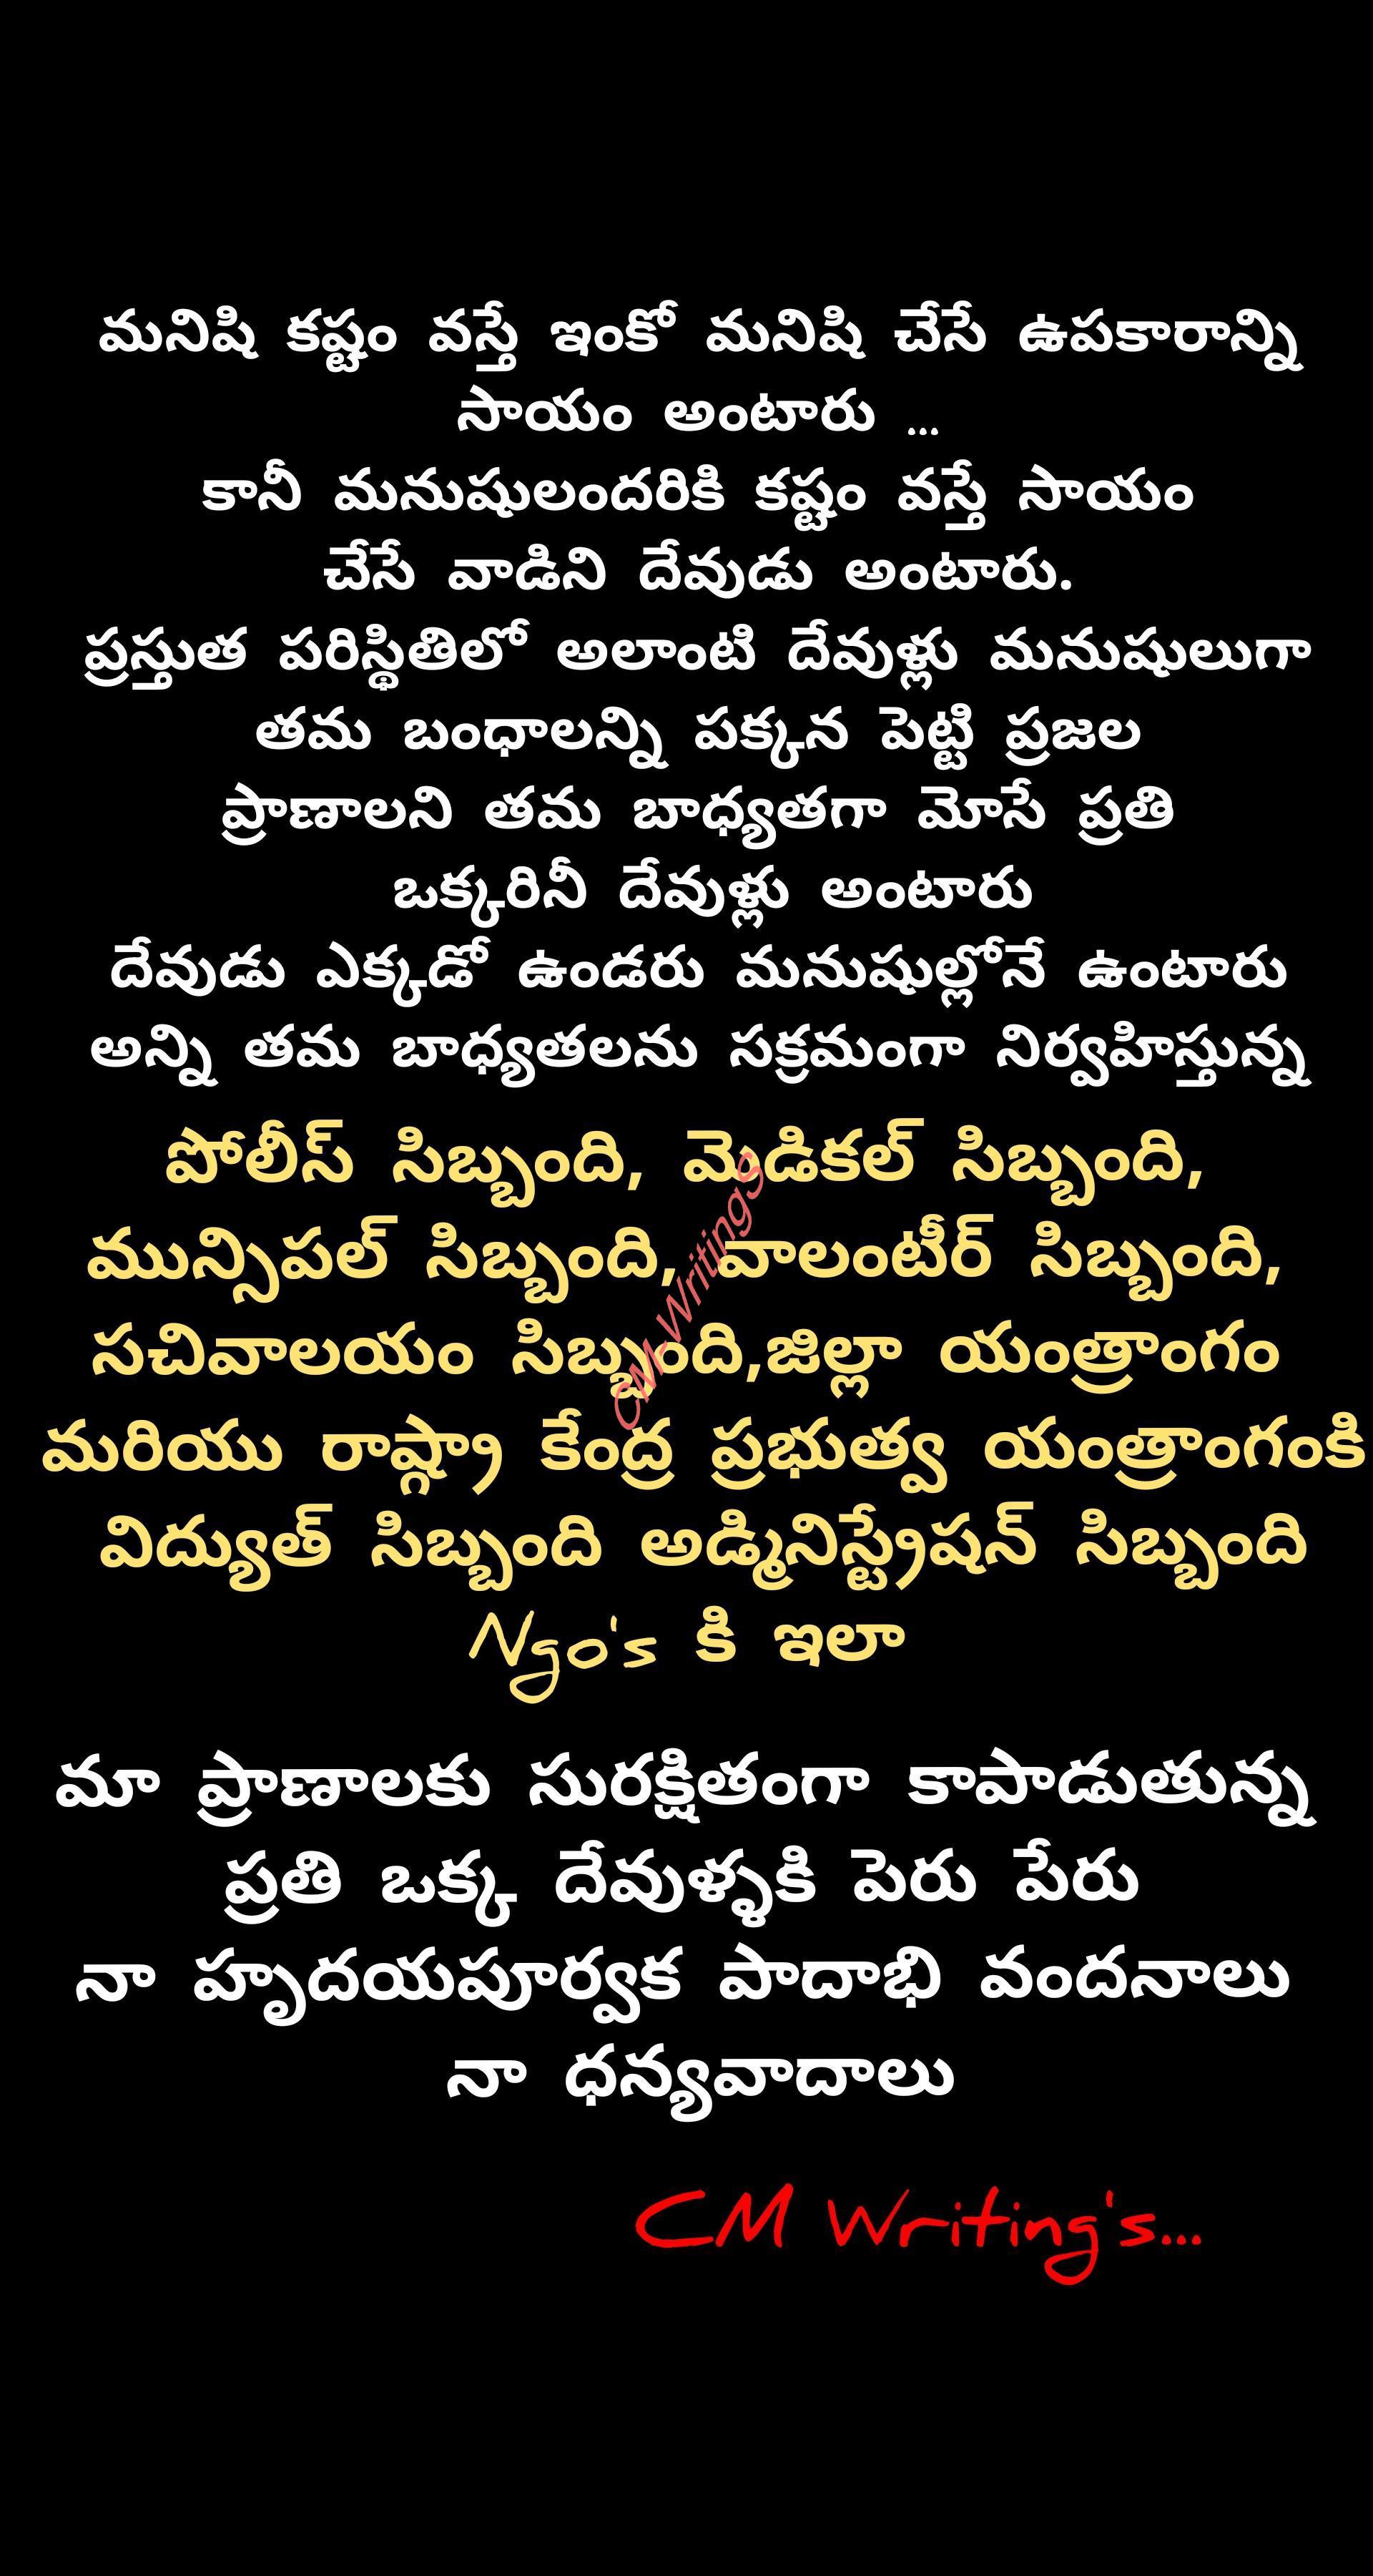 మనిషి కష్టం వస్తే ఇంకో మనిషి చేసే ఉపకారాన్ని
సాయం అంటారు ...
కానీ మనుషులందరికి కష్టం వస్తే సాయం
చేసే వాడిని దేవుడు అంటారు.
ప్రస్తుత పరిస్థితిలో అలాంటి దేవుళ్లు మనుషులుగా
తమ బంధాలన్ని పక్కన పెట్టి ప్రజల
ప్రాణాలని తమ బాధ్యతగా మోసే ప్రతి
ఒక్కరినీ దేవుళ్లు అంటారు
దేవుడు ఎక్కడో ఉండరు మనుషుల్లోనే ఉంటారు
అన్ని తమ బాధ్యతలను సక్రమంగా నిర్వహిస్తున్న
పోలీస్ సిబ్బంది, మెడికల్ సిబ్బంది,
మున్సిపల్ సిబ్బంది, వాలంటీర్ సిబ్బంది,
సచివాలయం సిబ్బంది,జిల్లా యంత్రాంగం
మరియు రాష్ట్రా కేంద్ర ప్రభుత్వ యంత్రాంగంకి
విద్యుత్ సిబ్బంది అడ్మినిస్ట్రేషన్ సిబ్బంది
Ngo's కి ఇలా
CM-Writings
మా ప్రాణాలకు సురక్షితంగా కాపాడుతున్న
ప్రతి ఒక్క దేవుళ్ళకి పెరు పేరు
నా హృదయపూర్వక పాదాభి వందనాలు
నా ధన్యవాదాలు
CM Writing's...